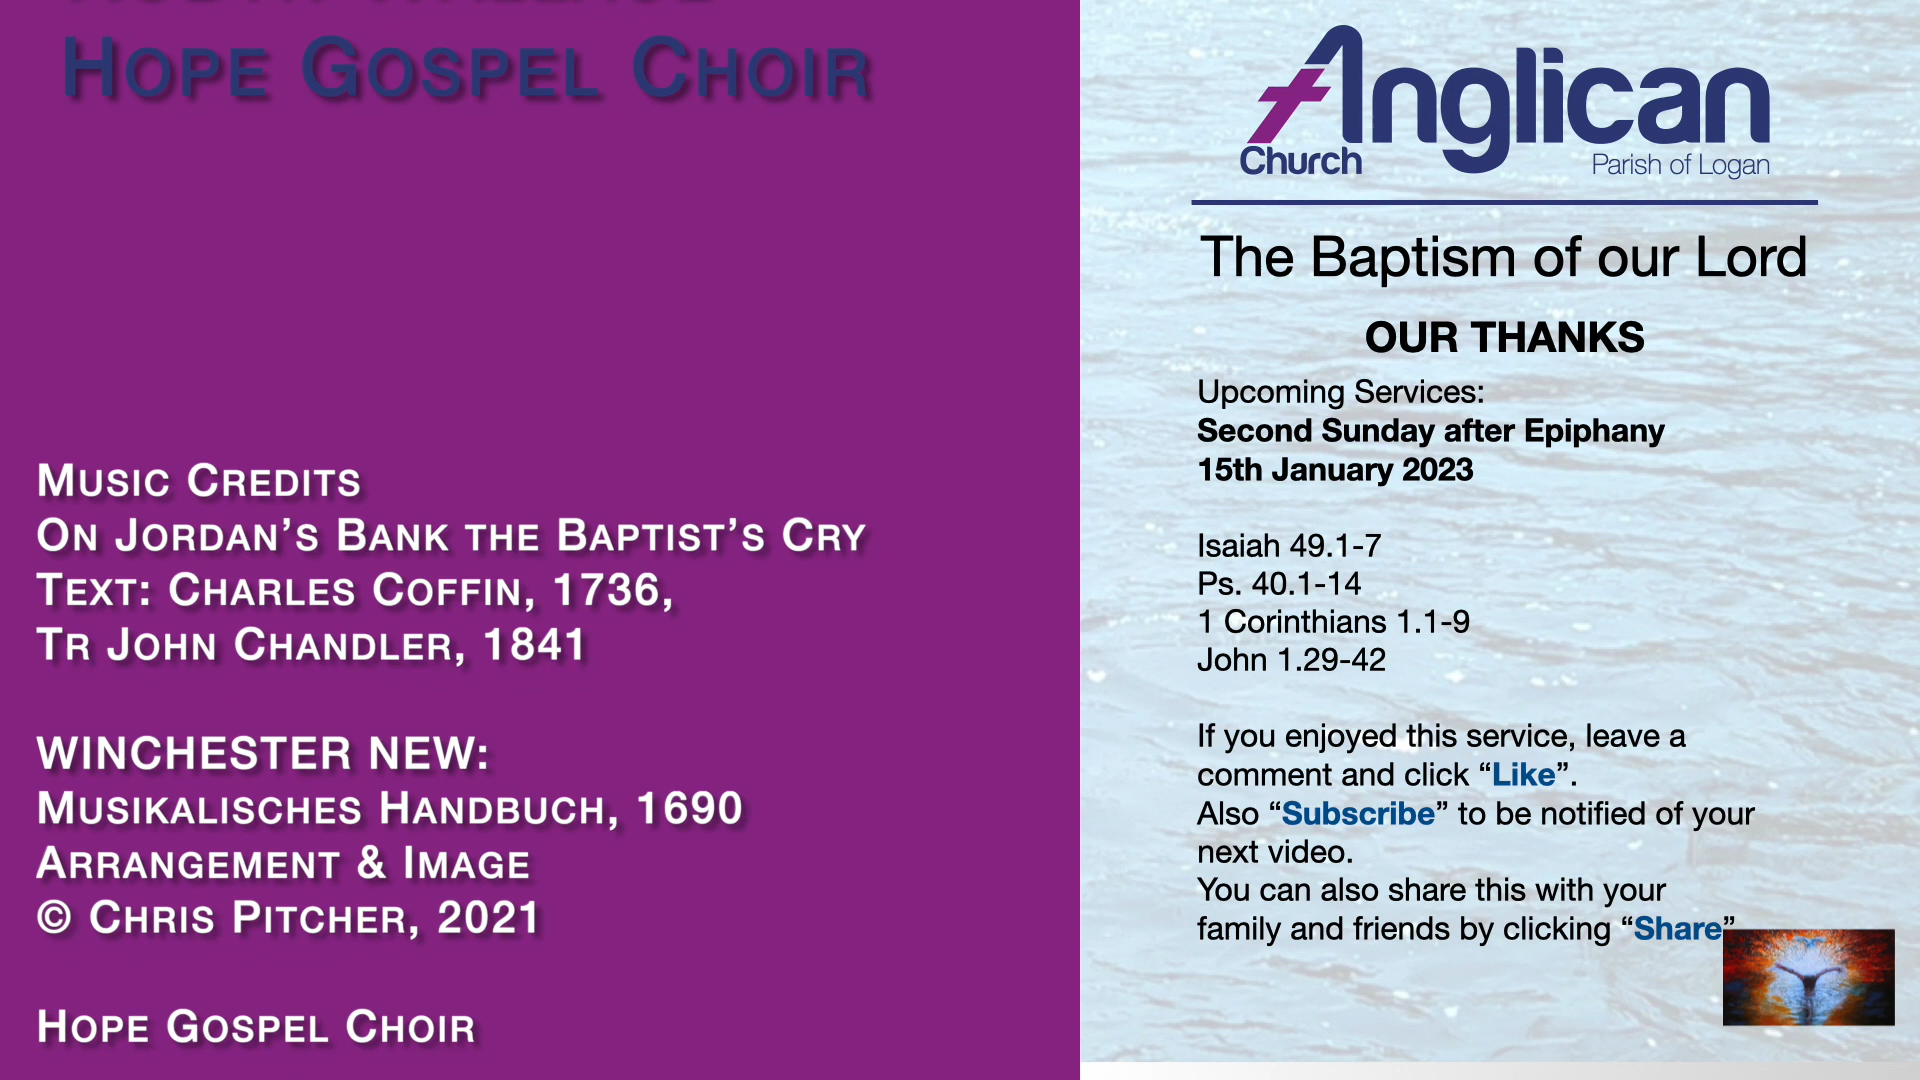 HOPE GOSPEL CHOIR
MUSIC CREDITS
ON JORDAN’S BANK THE BAPTIST’S CRY
TEXT: CHARLES COFFIN, 1736,
TR JOHN CHANDLER, 1841
WINCHESTER NEW:
MUSIKALISCHES HANDBUCH, 1690
ARRANGEMENT & IMAGE
© CHRIS PITCHER, 2021
HOPE GOSPEL CHOIR
Anglican
Church
Parish of Logan
The Baptism of our Lord
OUR THANKS
Upcoming Services:
Second Sunday after Epiphany
15th January 2023
Isaiah 49.1-7
Ps. 40.1-14
1 Corinthians 1.1-9
John 1.29-42
If you enjoyed this service, leave a
comment and click “Like”.
Also “Subscribe” to be notified of your
next video.
You can also share this with your
family and friends by clicking “Share”